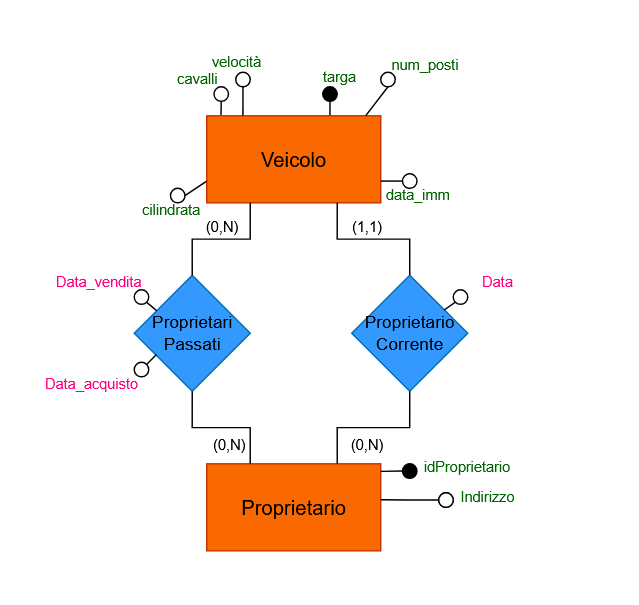 velocità
num_posti
cavalli
targa
Veicolo
data_imm
cilindrata
(0,N)
(1,1)
Data_vendita
Data
Proprietari
Passati
Proprietario
Corrente
Data_acquisto
(0,N)
(0,N)
idProprietario
Indirizzo
Proprietario